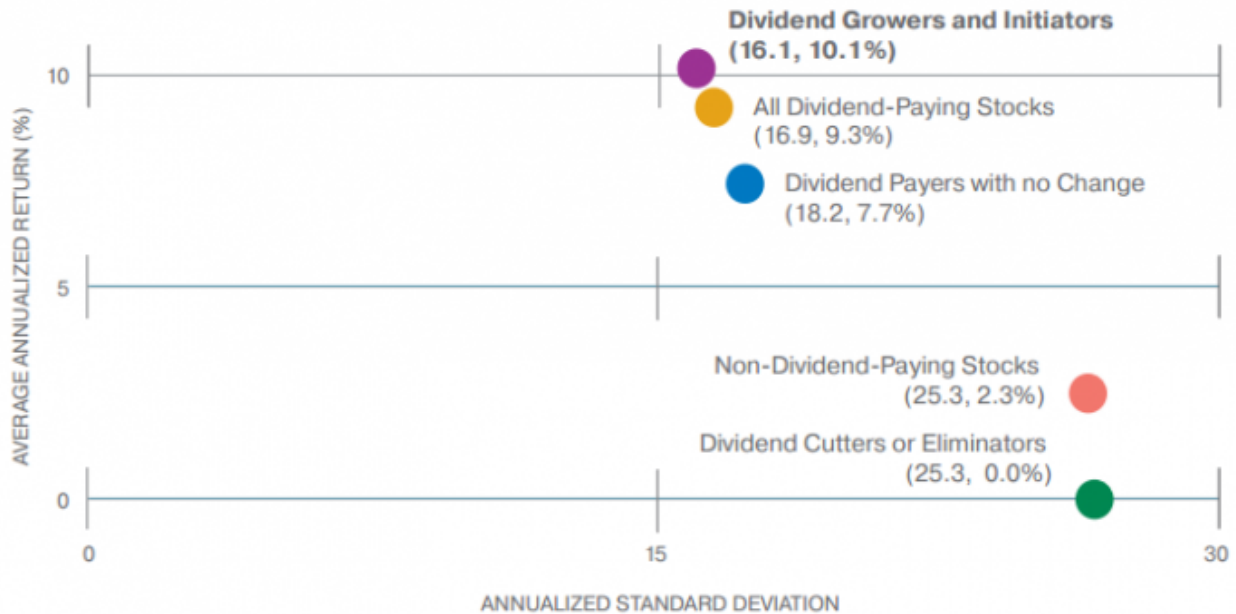 Dividend Growers and Initiators
(16.1, 10.1%)
10
All Dividend-Paying Stocks
(16.9, 9.3%)
Dividend Payers with no Change
(18.2, 7.7%)
AVERAGE ANNUALIZED RETURN (%)
5
Non-Dividend-Paying Stocks
(25.3, 2.3%)
Dividend Cutters or Eliminators
(25.3, 0.0%)
0
0
15
30
ANNUALIZED STANDARD DEVIATION